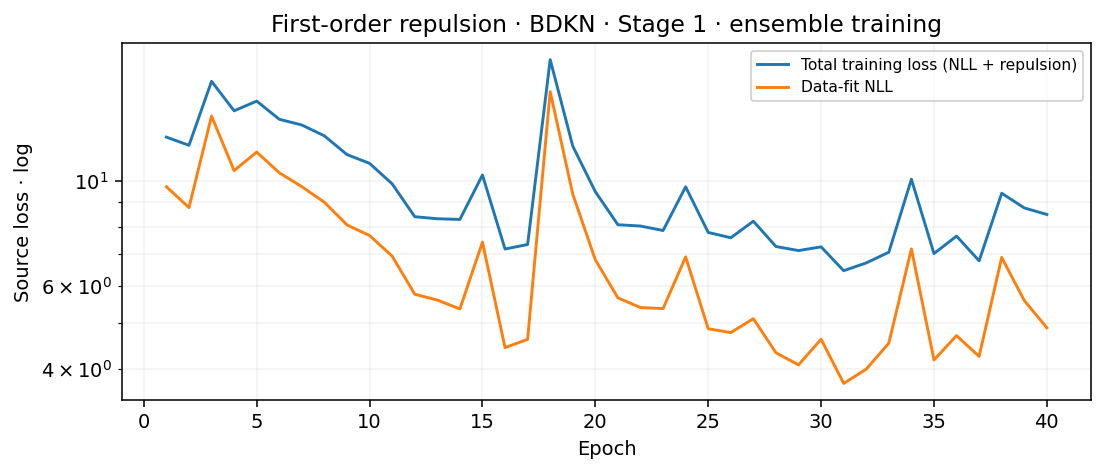 First-order repulsion · BDKN · Stage 1 · ensemble training
Total training loss (NLL + repulsion)
Data-fit NLL
Source loss · log
10¹
6 × 10⁰
4 × 10⁰
0 5 10 15 20 25 30 35 40
Epoch